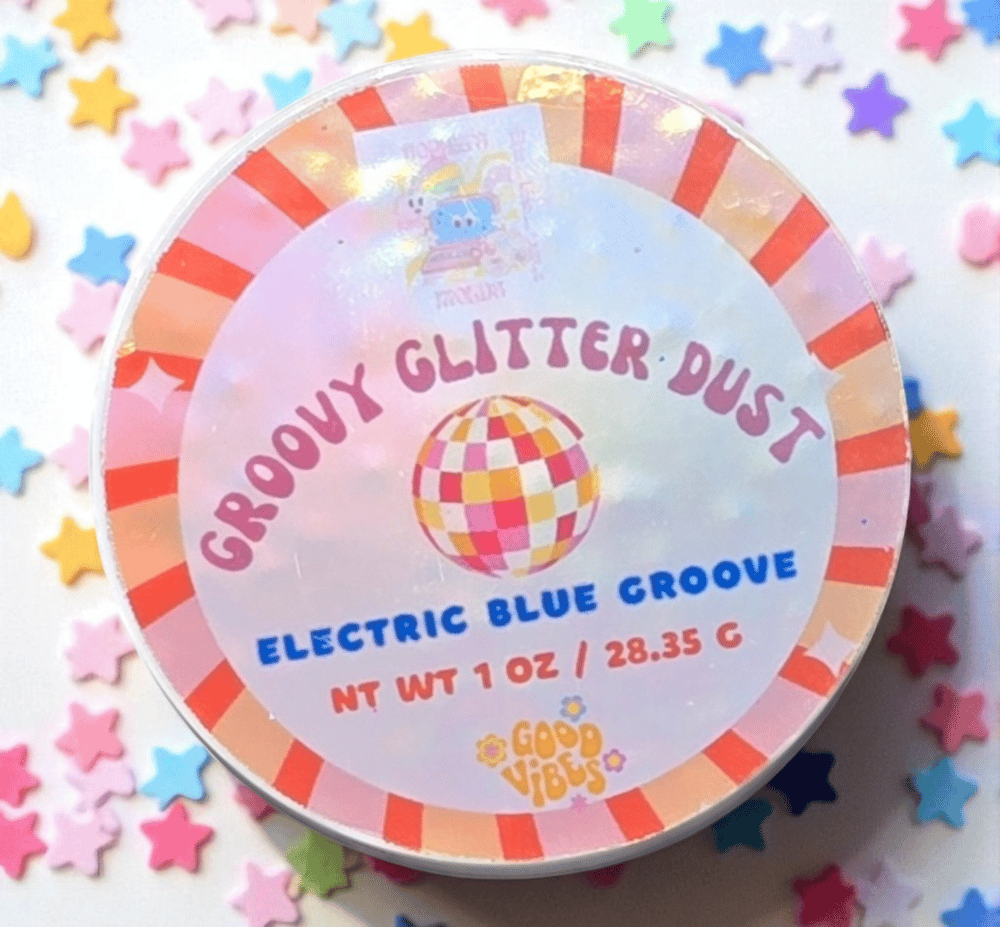 GROOVY GLITTER DUST
ELECTRIC BLUE GROOVE
NT WT 1 OZ / 28.35 G
GOOD
VIBES